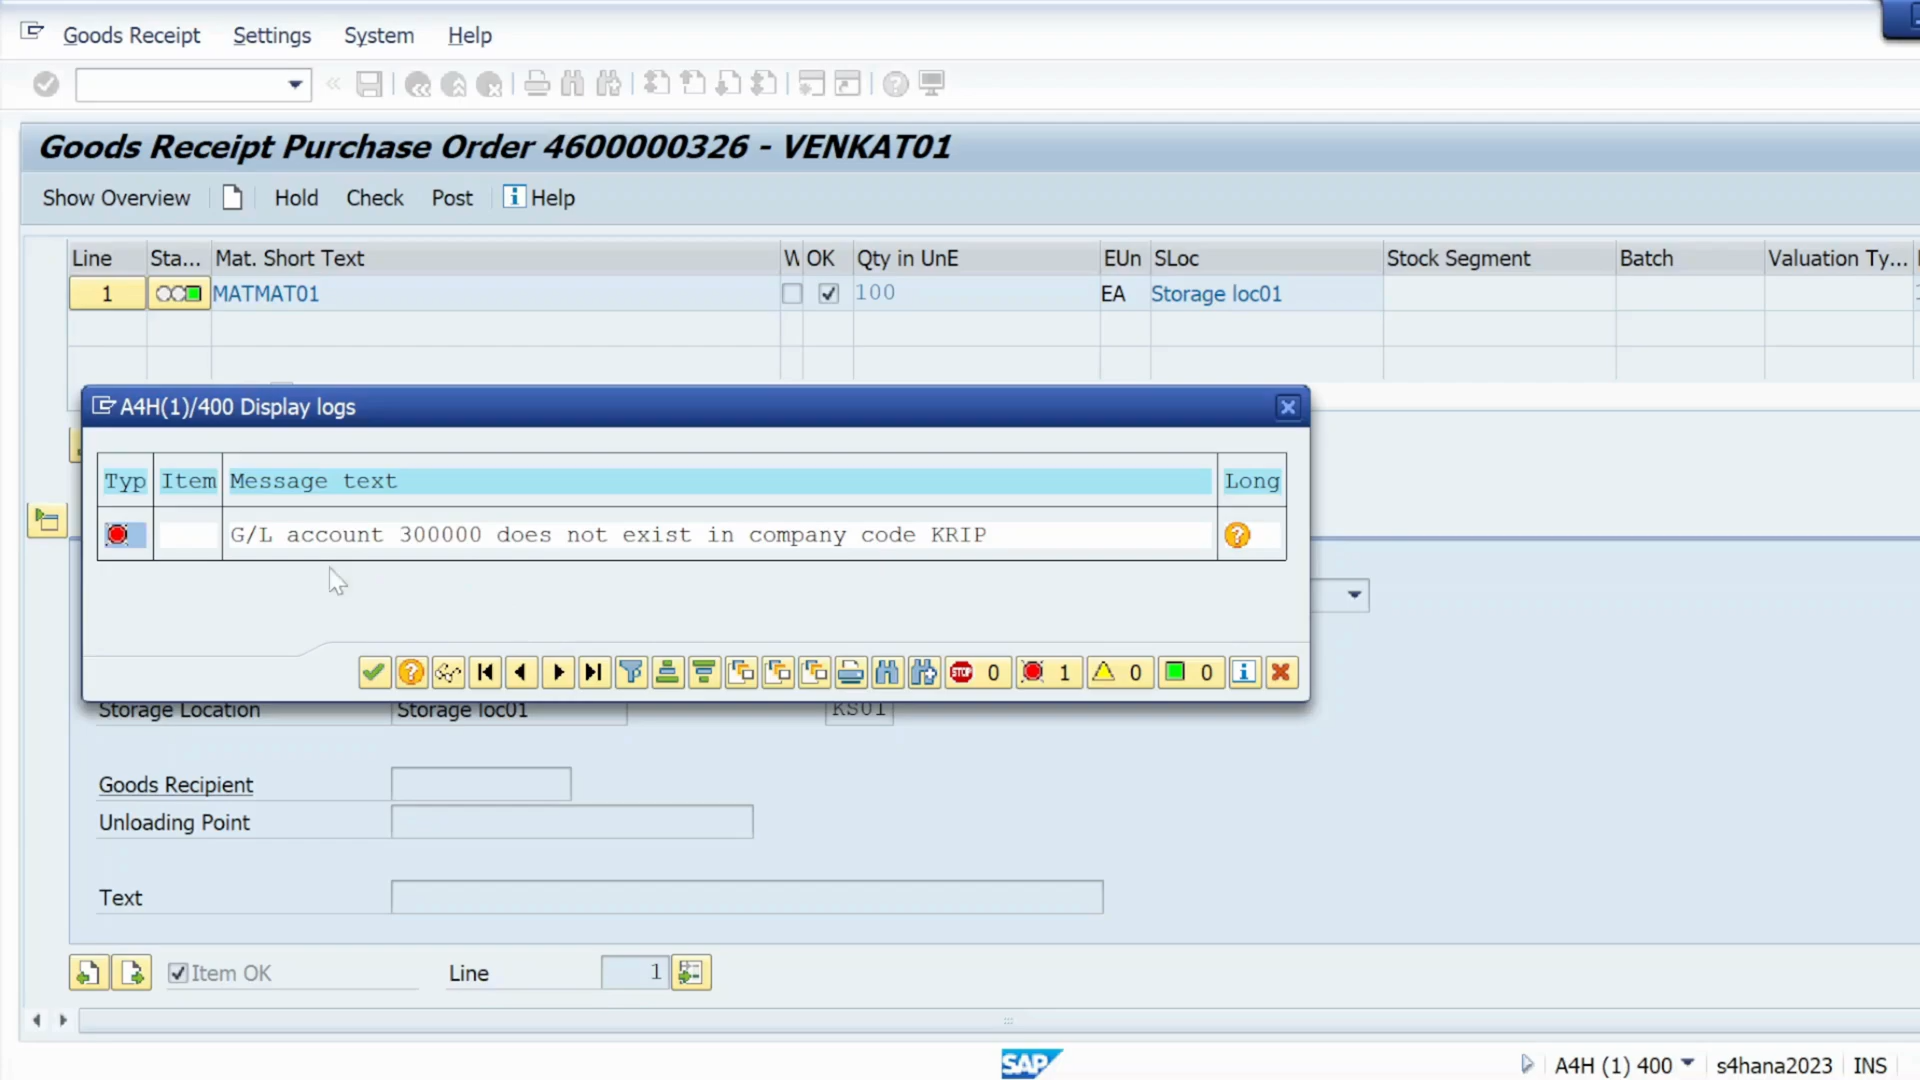 Goods Receipt Settings System Help
Goods Receipt Purchase Order 4600000326 - VENKAT01
Show Overview Hold Check Post Help
Line Sta... Mat. Short Text W OK Qty in UnE EUn SLoc Stock Segment Batch Valuation Ty...
1 MATMAT01 100 EA Storage loc01
A4H(1)/400 Display logs
Typ Item Message text Long
G/L account 300000 does not exist in company code KRIP
STOP 0 1 0 0
Storage Location Storage loc01 KS01
Goods Recipient
Unloading Point
Text
Item OK Line 1
SAP A4H (1) 400 s4hana2023 INS